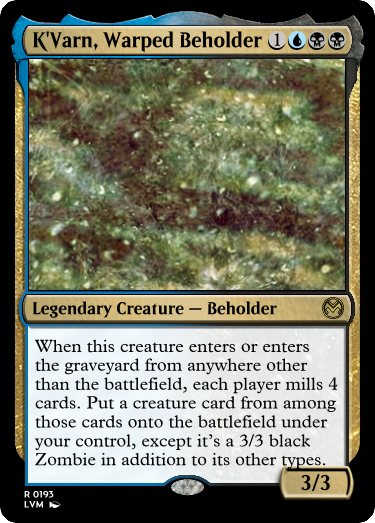 K'Varn, Warped Beholder 1
Legendary Creature — Beholder
When this creature enters or enters
the graveyard from anywhere other
than the battlefield, each player mills 4
cards. Put a creature card from among
those cards onto the battlefield under
your control, except it's a 3/3 black
Zombie in addition to its other types.
3/3
R 0193
LVM